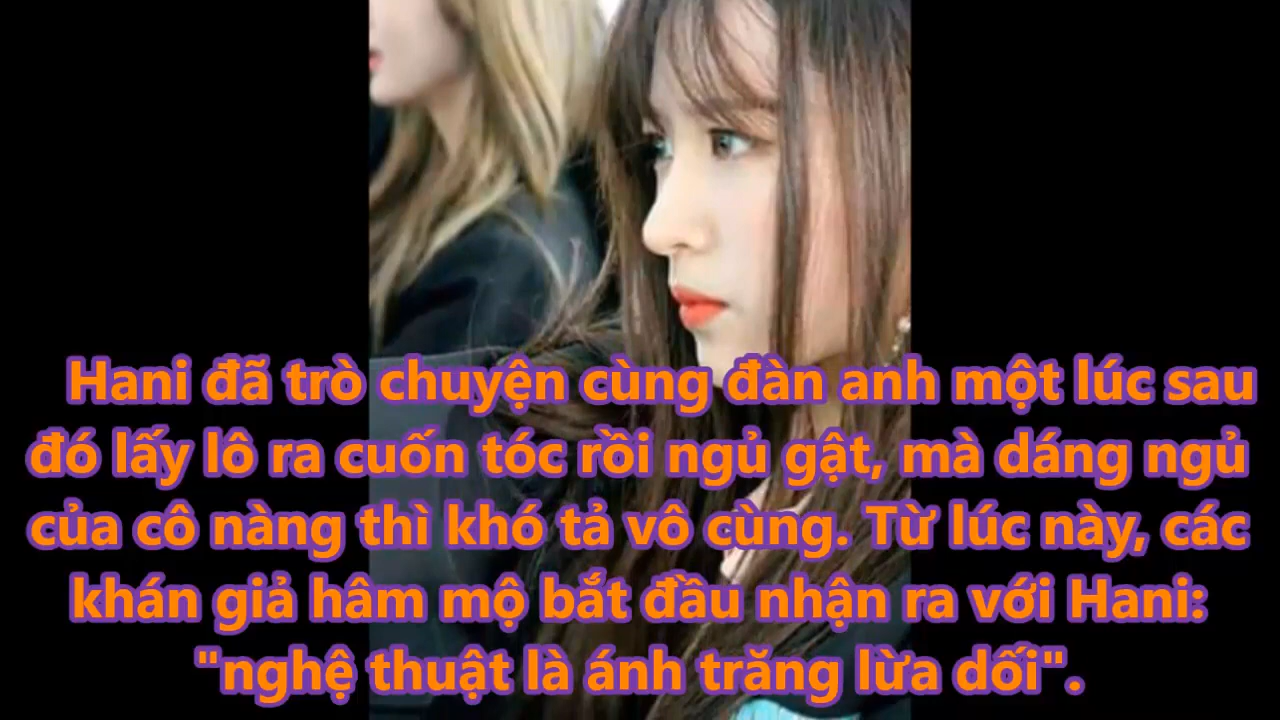 Hani đã trò chuyện cùng đàn anh một lúc sau
đó lấy lô ra cuốn tóc rồi ngủ gật, mà dáng ngủ
của cô nàng thì khó tả vô cùng. Từ lúc này, các
khán giả hâm mộ bắt đầu nhận ra với Hani:
"nghệ thuật là ánh trăng lừa dối".